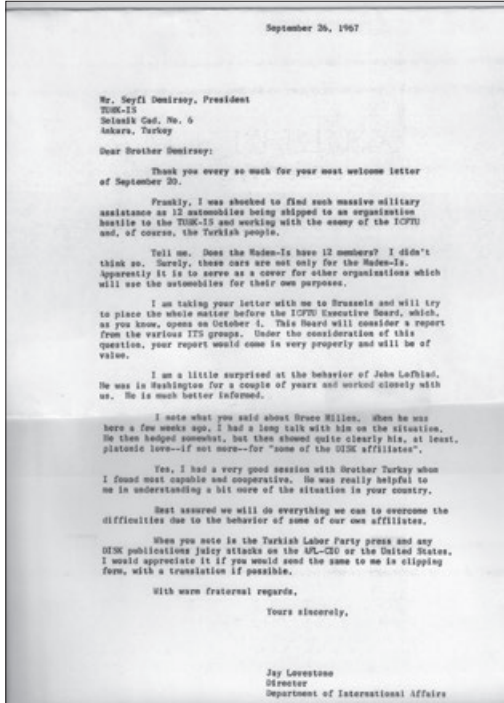 September 26, 1967
Mr. Seyfi Demirsoy, President
TURK-IS
Selanik Cad. No. 6
Ankara, Turkey
Dear Brother Demirsoy:
Thank you every so much for your most welcome letter
of September 20.
Frankly, I was shocked to find such massive military
assistance as 12 automobiles being shipped to an organization
hostile to the TURK-IS and working with the enemy of the ICFTU
and, of course, the Turkish people.
Tell me. Does the Maden-Is have 12 members? I didn't
think so. Surely, these cars are not only for the Maden-Is.
Apparently it is to serve as a cover for other organizations which
will use the automobiles for their own purposes.
I am taking your letter with me to Brussels and will try
to place the whole matter before the ICFTU Executive Board, which,
as you know, opens on October 4. This Board will consider a report
from the various ITS groups. Under the consideration of this
question, your report would come in very properly and will be of
value.
I am a little surprised at the behavior of John Lofblad.
He was in Washington for a couple of years and worked closely with
us. He is much better informed.
I note what you said about Bruce Millen. When he was
here a few weeks ago, I had a long talk with him on the situation.
He then hedged somewhat, but then showed quite clearly his, at least,
platonic love--if not more--for "some of the DISK affiliates".
Yes, I had a very good session with Brother Turkay whom
I found most capable and cooperative. He was really helpful to
me in understanding a bit more of the situation in your country.
Rest assured we will do everything we can to overcome the
difficulties due to the behavior of some of our own affiliates.
When you note in the Turkish Labor Party press and any
DISK publications juicy attacks on the AFL-CIO or the United States,
I would appreciate it if you would send the same to me in clipping
form, with a translation if possible.
With warm fraternal regards,
Yours sincerely,
Jay Lovestone
Director
Department of International Affairs